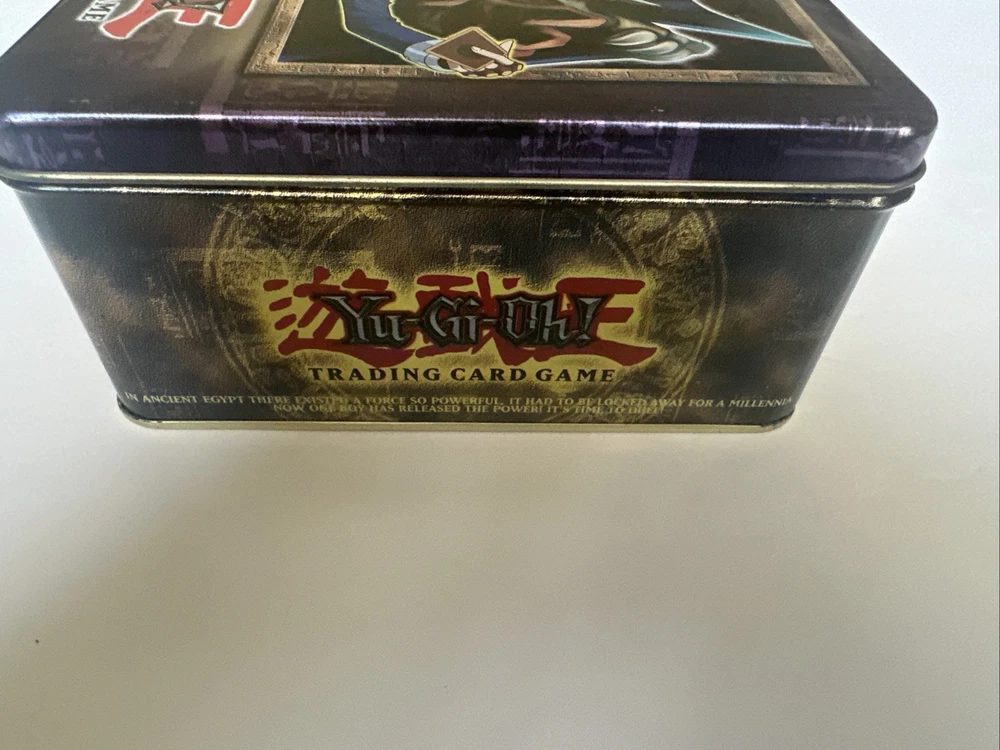 遊戯王
Yu-Gi-Oh!
TRADING CARD GAME
IN ANCIENT EGYPT THERE EXISTED A FORCE SO POWERFUL, IT HAD TO BE LOCKED AWAY FOR A MILLENNIA
NOW ONE BOY HAS RELEASED THE POWER! IT'S TIME TO DUEL!